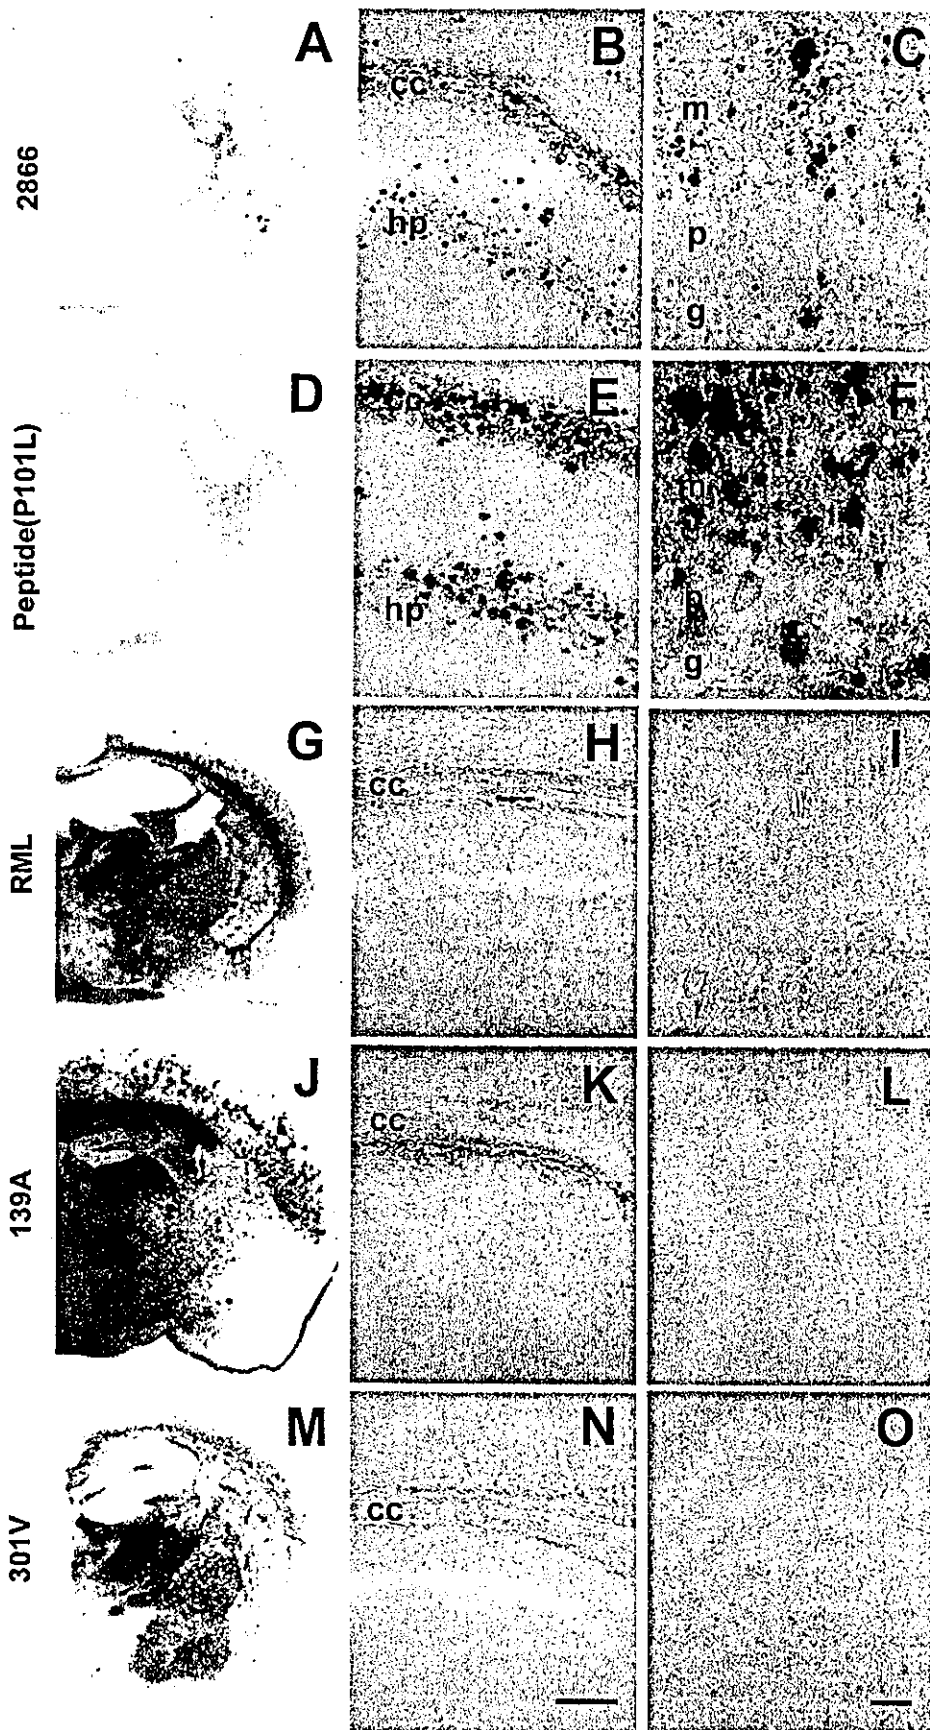 A B C
2866
cc
m
hp
p
g
D E F
Peptide(P101L)
m
hp
p
g
G H I
RML
cc
J K L
139A
cc
M N O
301V
cc